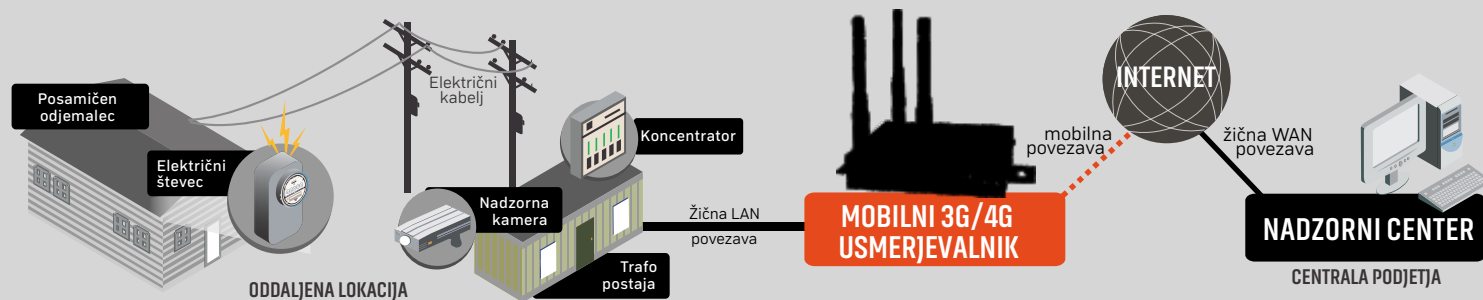 Posamičen
odjemalec
Električni
števec
Električni
kabelj
Koncentrator
Nadzorna
kamera
Trafo
postaja
ODDALJENA LOKACIJA
Žična LAN
povezava
MOBILNI 3G/4G
USMERJEVALNIK
mobilna
povezava
INTERNET
žična WAN
povezava
NADZORNI CENTER
CENTRALA PODJETJA